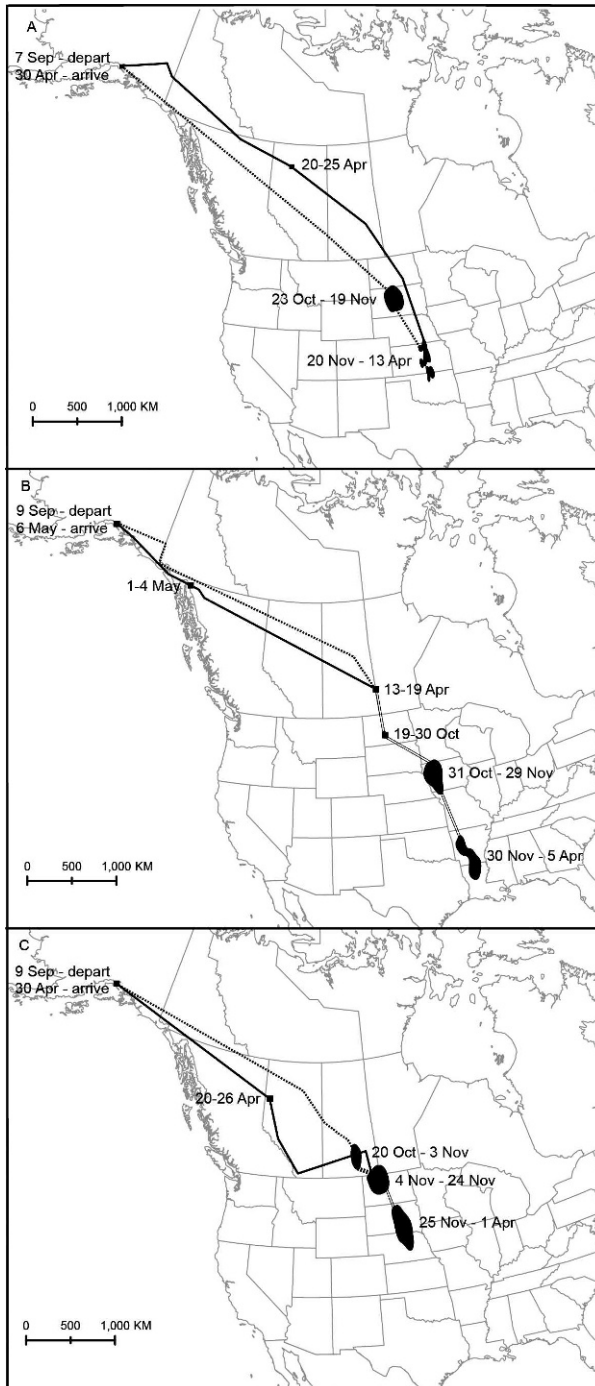 A
7 Sep - depart
30 Apr - arrive
20-25 Apr
23 Oct - 19 Nov
20 Nov - 13 Apr
0 500 1,000 KM
B
9 Sep - depart
6 May - arrive
1-4 May
13-19 Apr
19-30 Oct
31 Oct - 29 Nov
30 Nov - 5 Apr
0 500 1,000 KM
C
9 Sep - depart
30 Apr - arrive
20-26 Apr
20 Oct - 3 Nov
4 Nov - 24 Nov
25 Nov - 1 Apr
0 500 1,000 KM